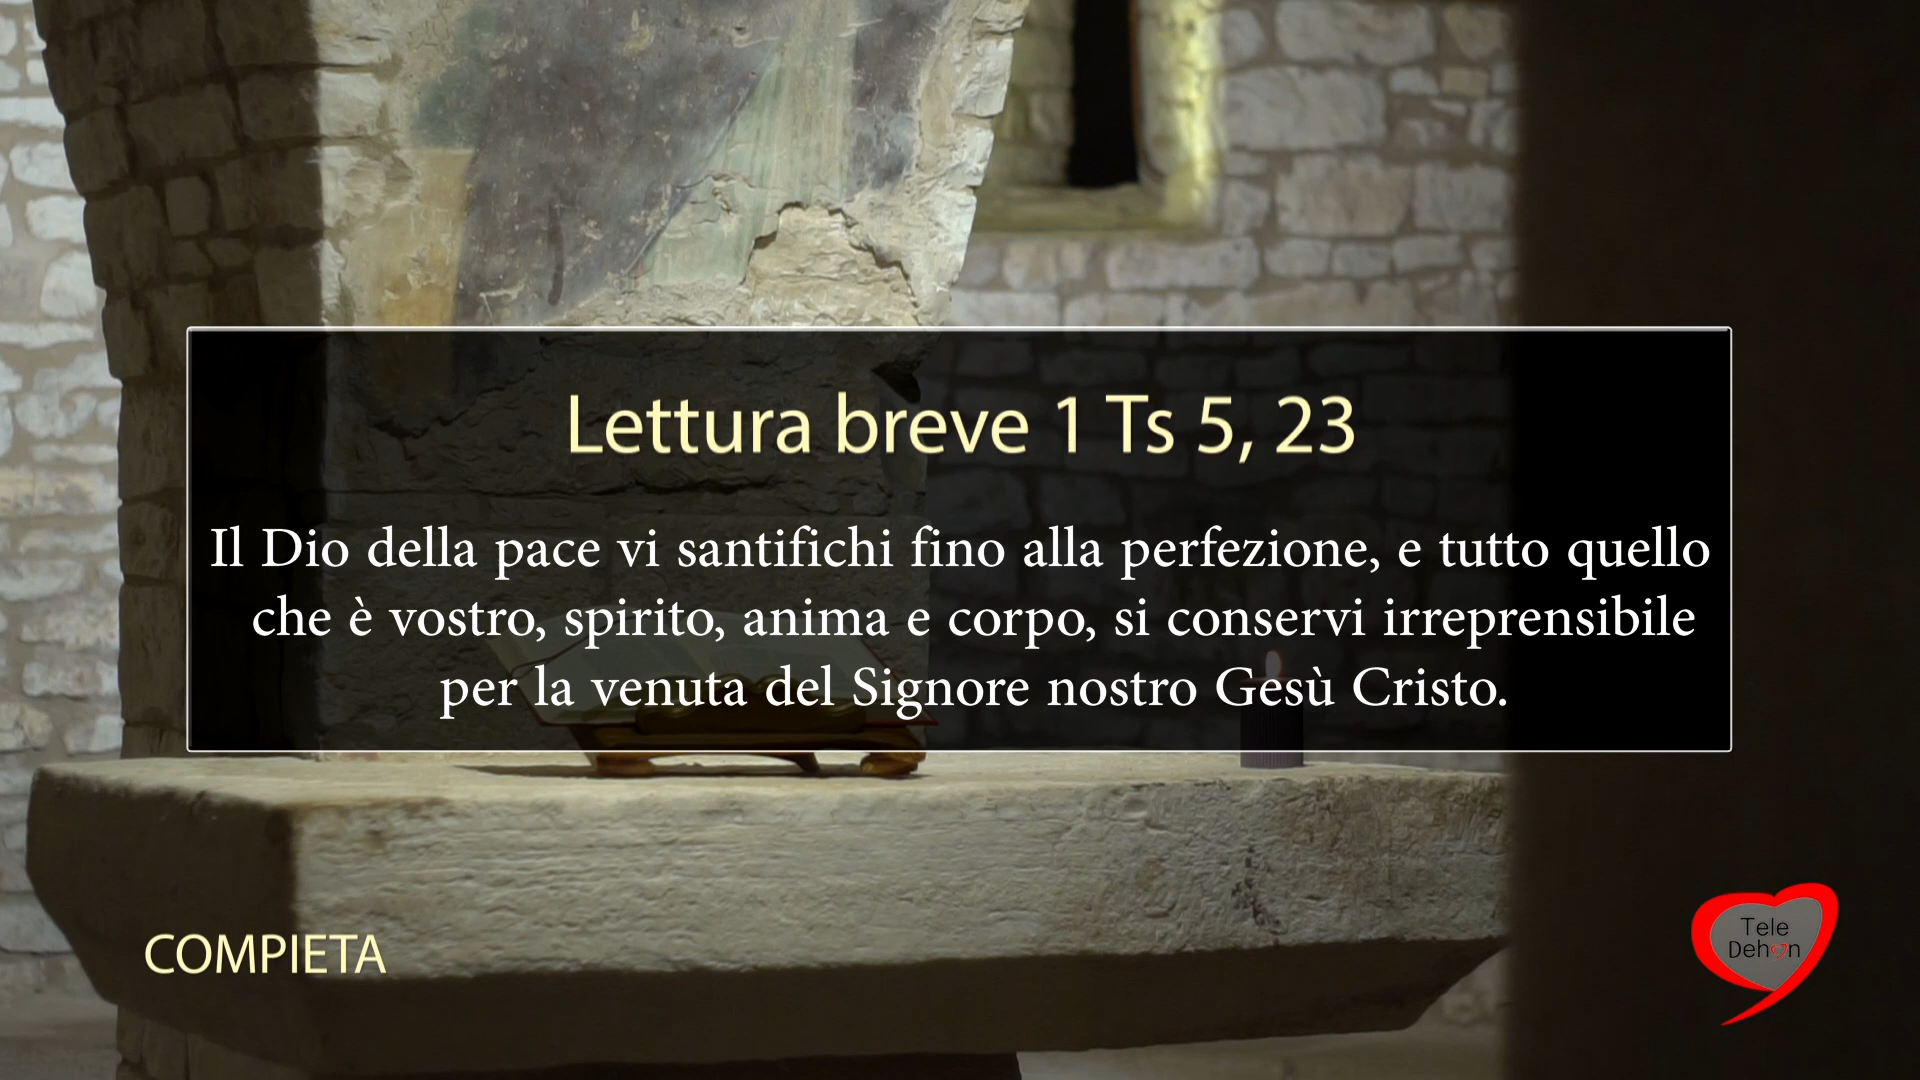 Lettura breve 1 Ts 5, 23
Il Dio della pace vi santifichi fino alla perfezione, e tutto quello
che è vostro, spirito, anima e corpo, si conservi irreprensibile
per la venuta del Signore nostro Gesù Cristo.
COMPIETA
Tele
Dehon